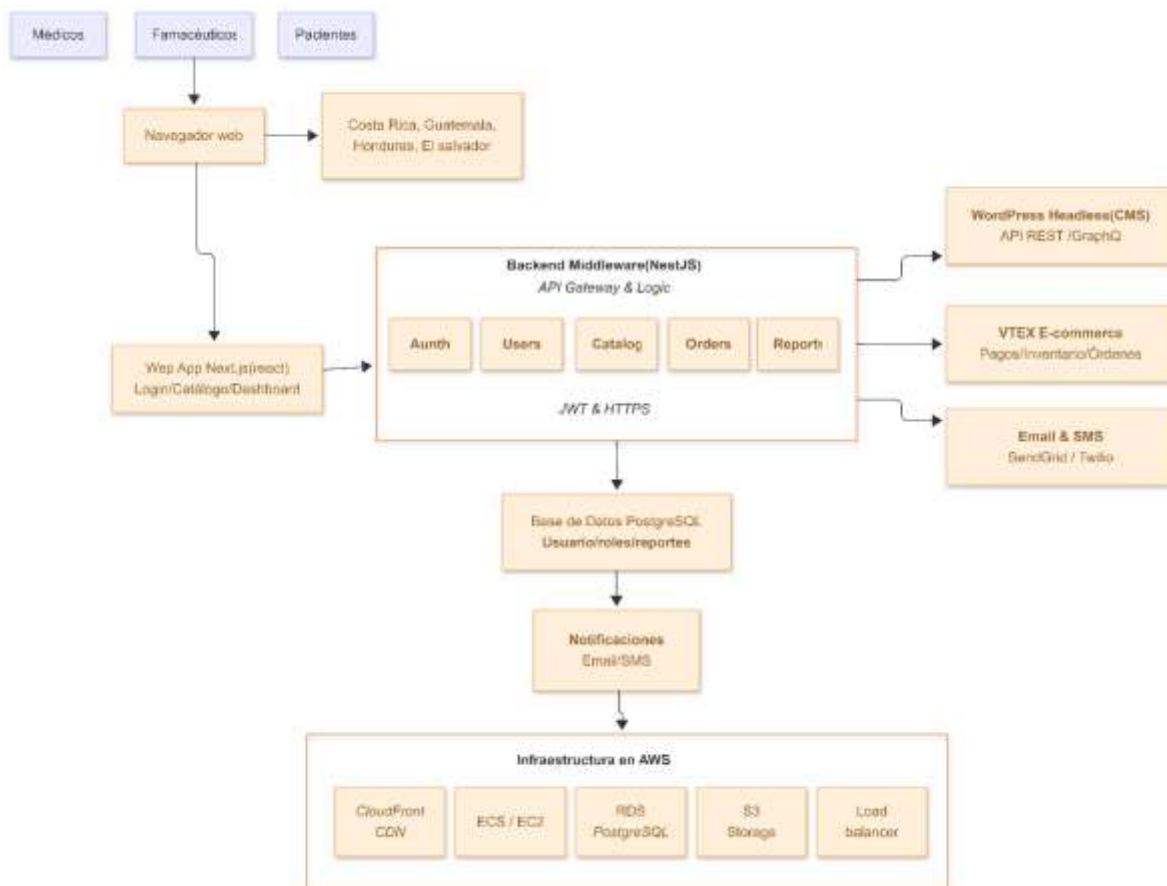 Médicos
Farmacéuticos
Pacientes
Navegador web
Costa Rica, Guatemala,
Honduras, El salvador
WordPress Headless(CMS)
API REST /GraphQ
Backend Middleware(NestJS)
API Gateway & Logic
Aunth
Users
Catalog
Orders
Reports
VTEX E-commerce
Pagos/Inventario/Órdenes
Wep App Next.js(react)
Login/Catálogo/Dashboard
JWT & HTTPS
Email & SMS
SendGrid / Twilio
Base de Datos PostgreSQL
Usuario/roles/reportes
Notificaciones
Email/SMS
Infraestructura en AWS
CloudFront
CDN
ECS / EC2
RDS
PostgreSQL
S3
Storage
Load
balancer